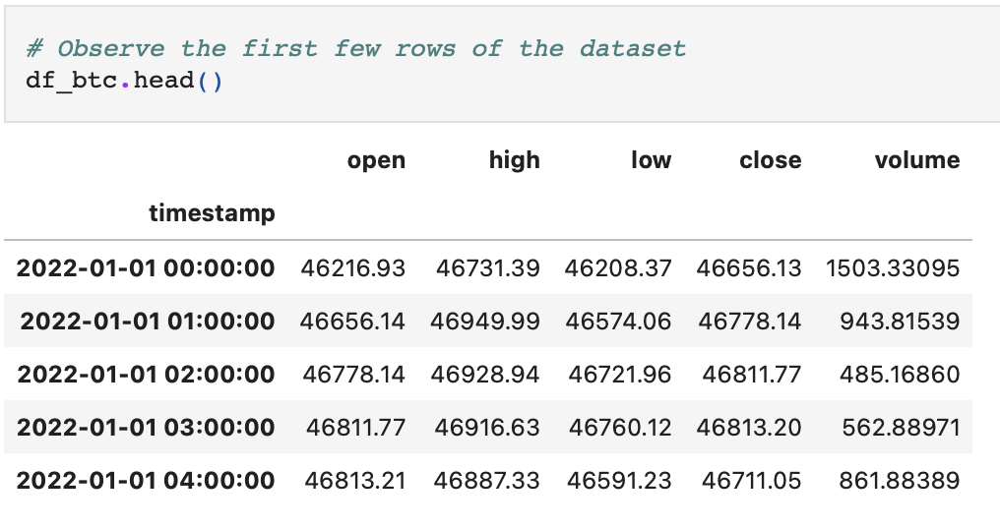 # Observe the first few rows of the dataset
df_btc.head()
open high low close volume
timestamp
2022-01-01 00:00:00 46216.93 46731.39 46208.37 46656.13 1503.33095
2022-01-01 01:00:00 46656.14 46949.99 46574.06 46778.14 943.81539
2022-01-01 02:00:00 46778.14 46928.94 46721.96 46811.77 485.16860
2022-01-01 03:00:00 46811.77 46916.63 46760.12 46813.20 562.88971
2022-01-01 04:00:00 46813.21 46887.33 46591.23 46711.05 861.88389